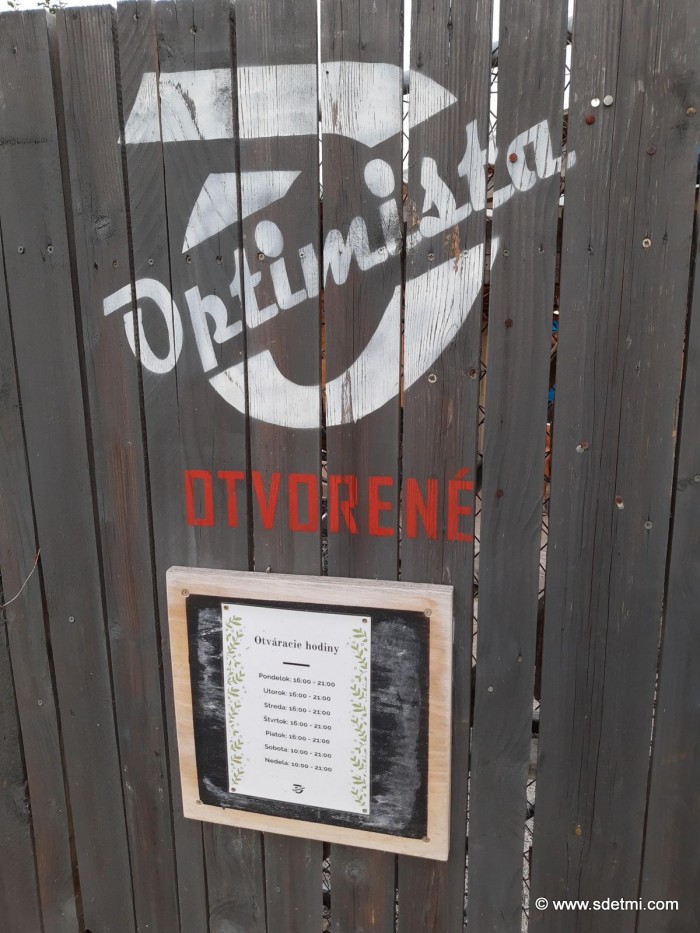 Optimista
OTVORENÉ
Otváracie hodiny
Pondelok: 16:00 - 21:00
Utorok: 16:00 - 21:00
Streda: 16:00 - 21:00
Štvrtok: 16:00 - 21:00
Piatok: 16:00 - 21:00
Sobota: 10:00 - 21:00
Nedeľa: 10:00 - 21:00
© www.sdetmi.com